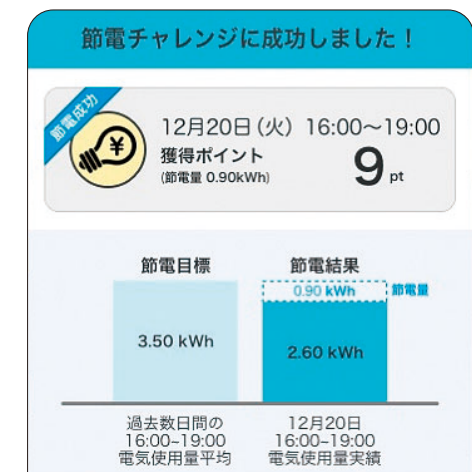 節電チャレンジに成功しました！
節電成功
¥
12月20日（火） 16:00〜19:00
獲得ポイント
(節電量 0.90kWh)
9 pt
節電目標
節電結果
0.90 kWh
節電量
3.50 kWh
2.60 kWh
過去数日間の
16:00−19:00
電気使用量平均
12月20日
16:00−19:00
電気使用量実績